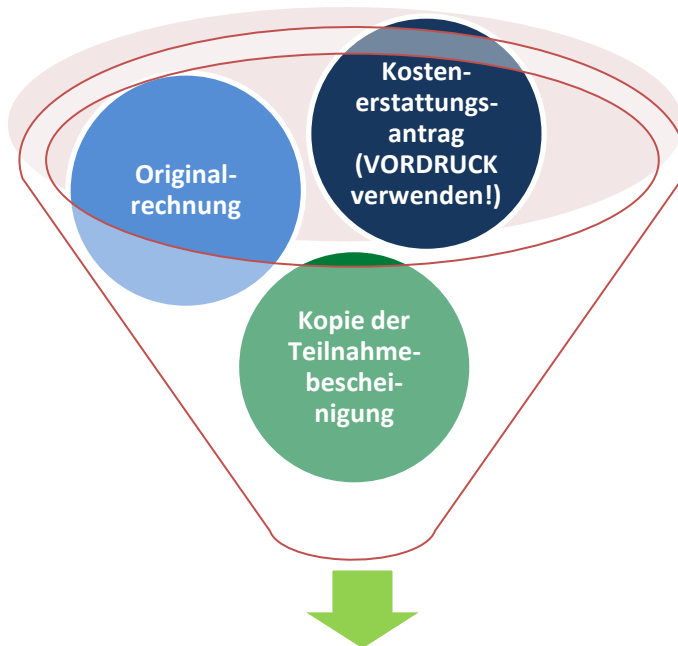 Kosten-
erstattungs-
antrag
(VORDRUCK
verwenden!)
Original-
rechnung
Kopie der
Teilnahme-
beschei-
nigung